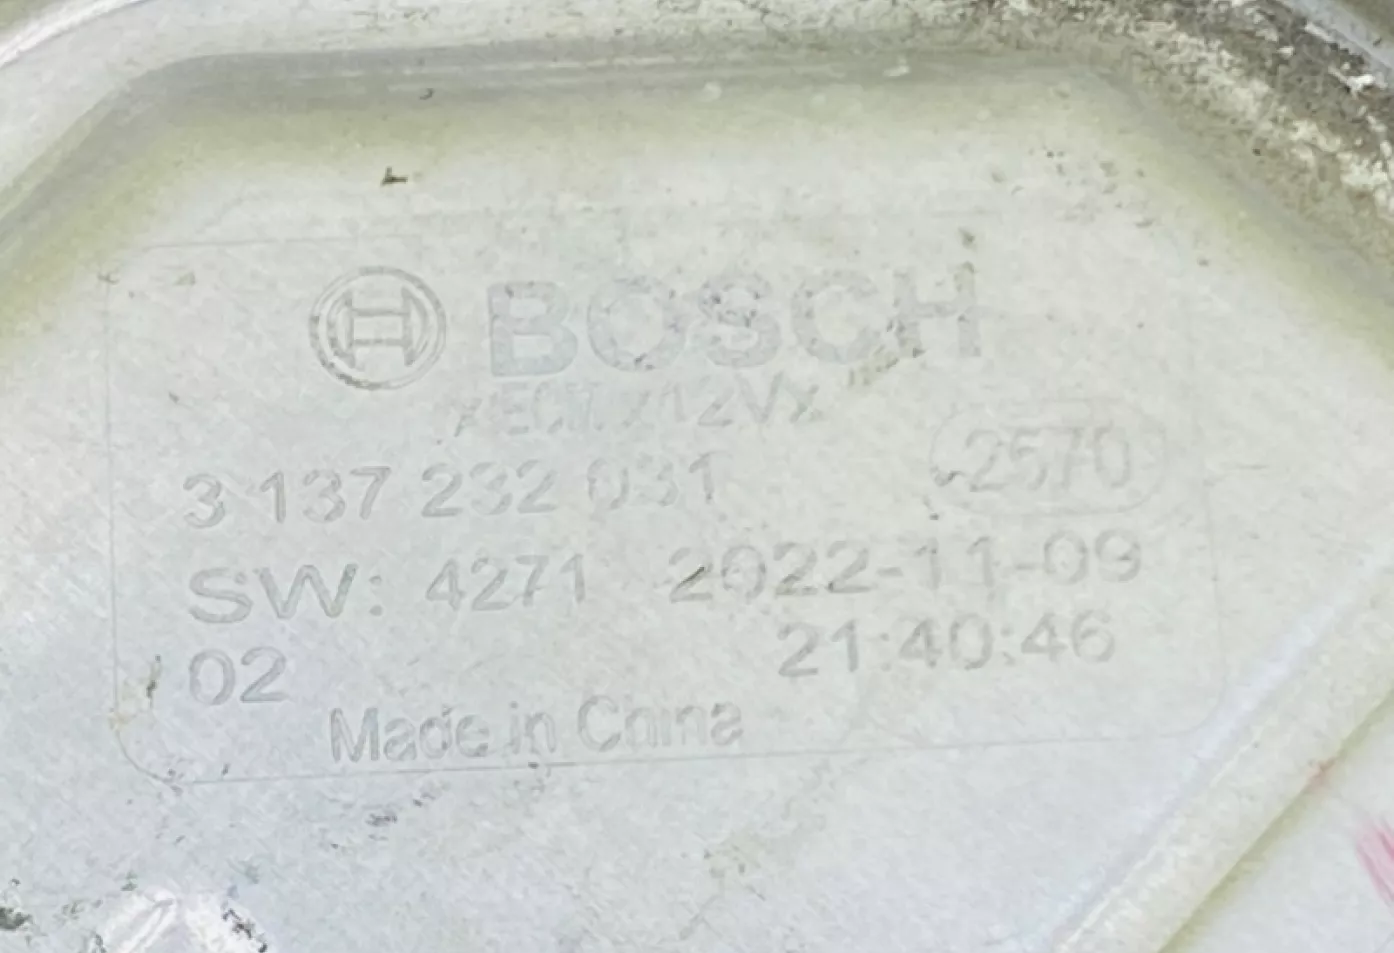 BOSCH
3 137 232 031
2570
SW: 4271 2022-11-09
02 21:40:46
Made in China